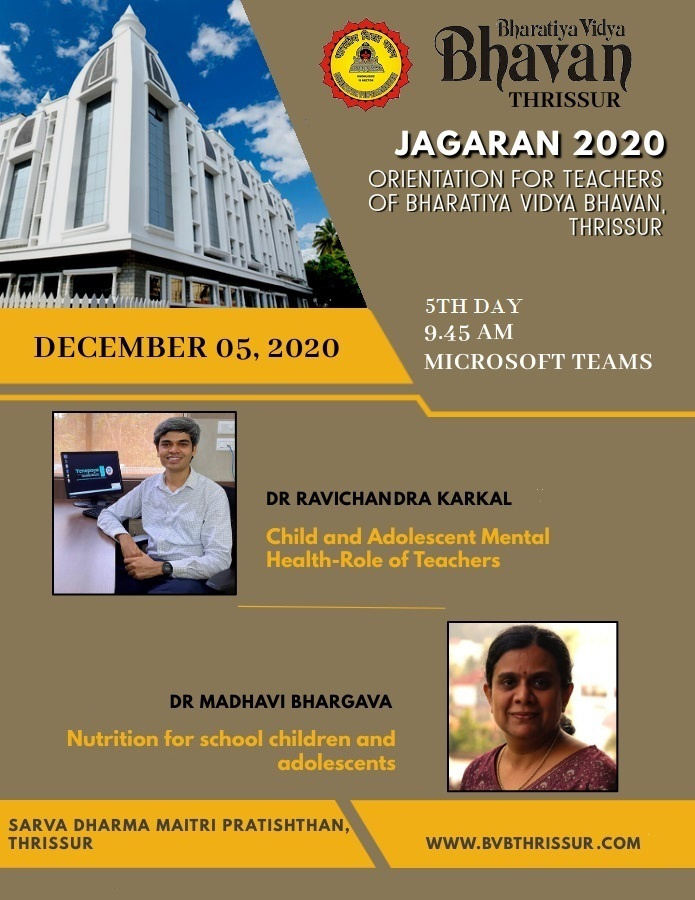 Bharatiya Vidya
Bhavan
THRISSUR
JAGARAN 2020
ORIENTATION FOR TEACHERS
OF BHARATIYA VIDYA BHAVAN,
THRISSUR
5TH DAY
9.45 AM
MICROSOFT TEAMS
DECEMBER 05, 2020
DR RAVICHANDRA KARKAL
Child and Adolescent Mental
Health-Role of Teachers
DR MADHAVI BHARGAVA
Nutrition for school children and
adolescents
SARVA DHARMA MAITRI PRATISHTHAN,
THRISSUR
WWW.BVBTHRISSUR.COM